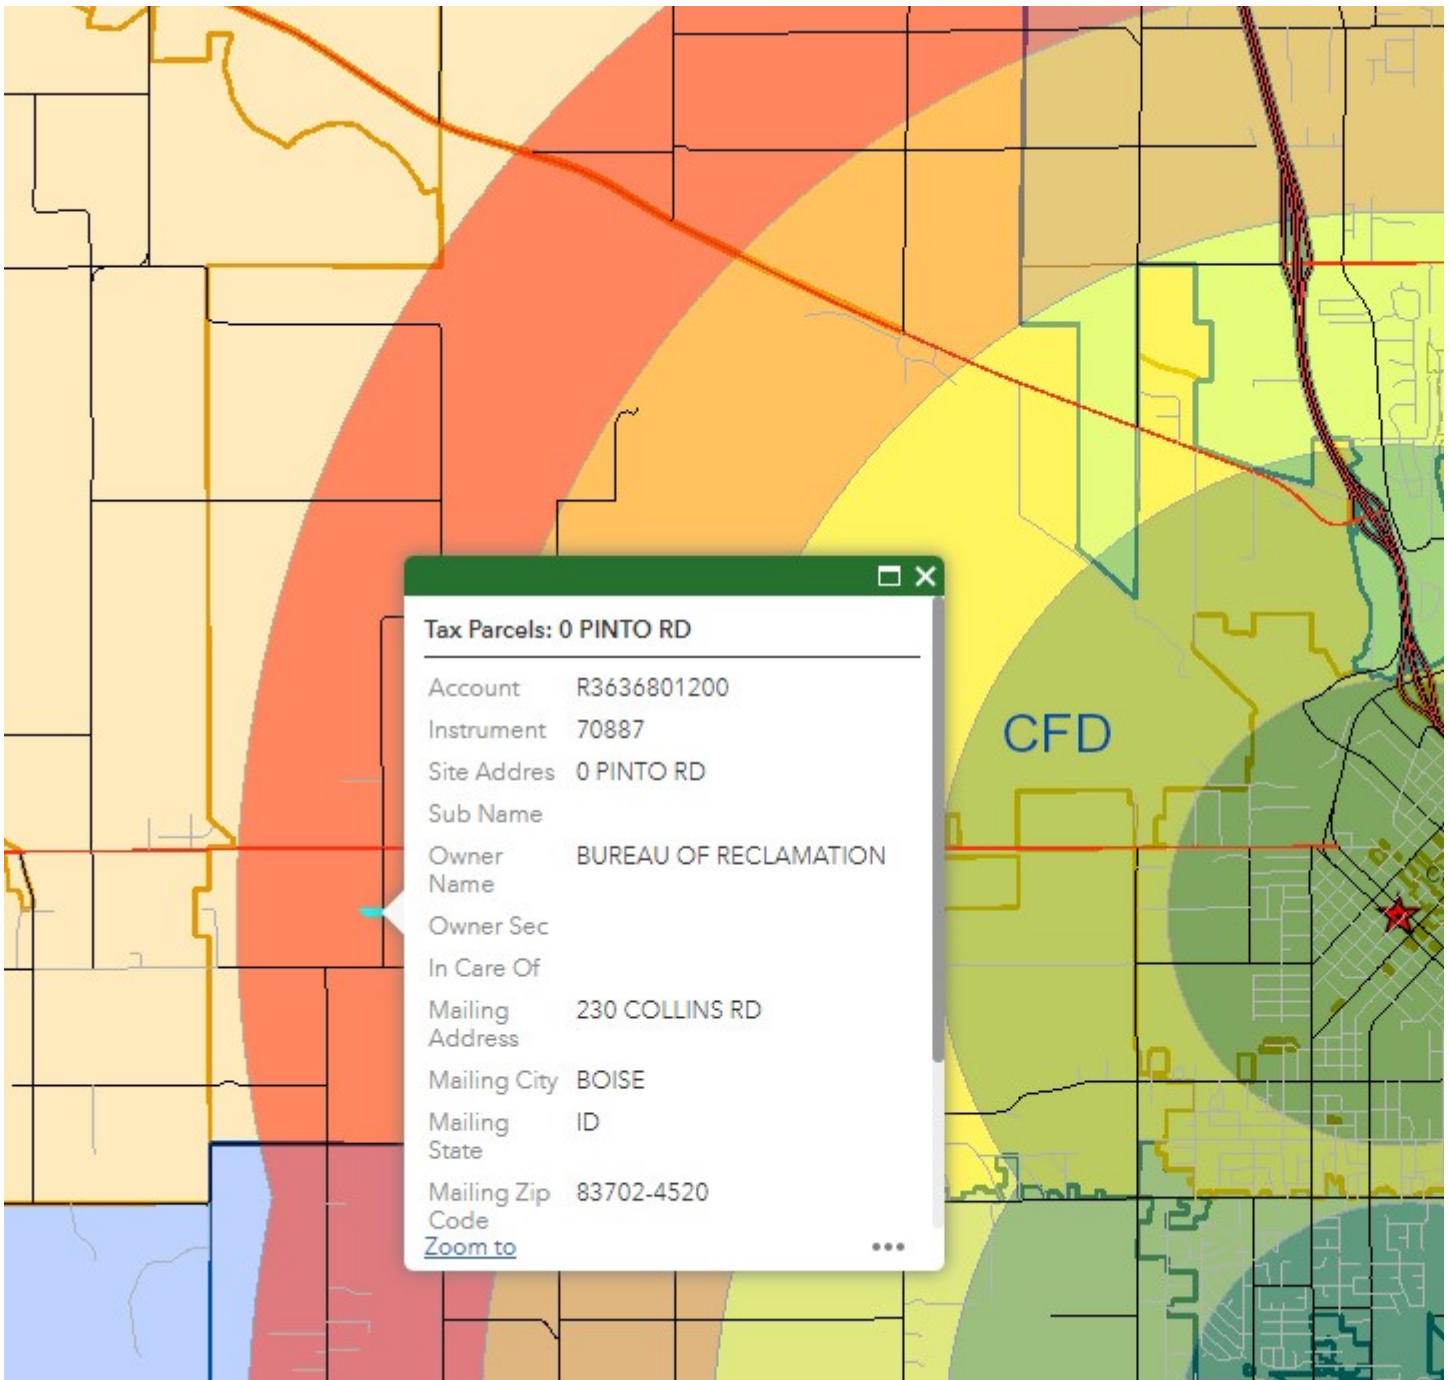 Tax Parcels: 0 PINTO RD
Account R3636801200
Instrument 70887
Site Addres 0 PINTO RD
Sub Name
Owner Name BUREAU OF RECLAMATION
Owner Sec
In Care Of
Mailing Address 230 COLLINS RD
Mailing City BOISE
Mailing State ID
Mailing Zip Code 83702-4520
Zoom to
CFD